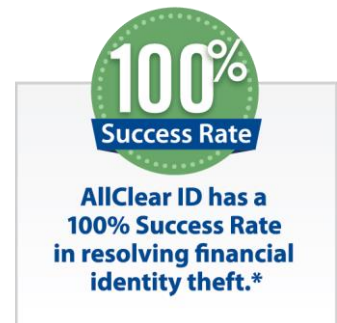 100%
Success Rate
AllClear ID has a
100% Success Rate
in resolving financial
identity theft.*